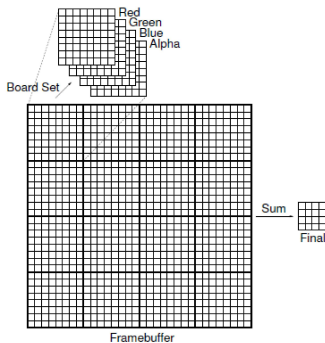 Red
Green
Blue
Alpha
Board Set
Sum
Final
Framebuffer